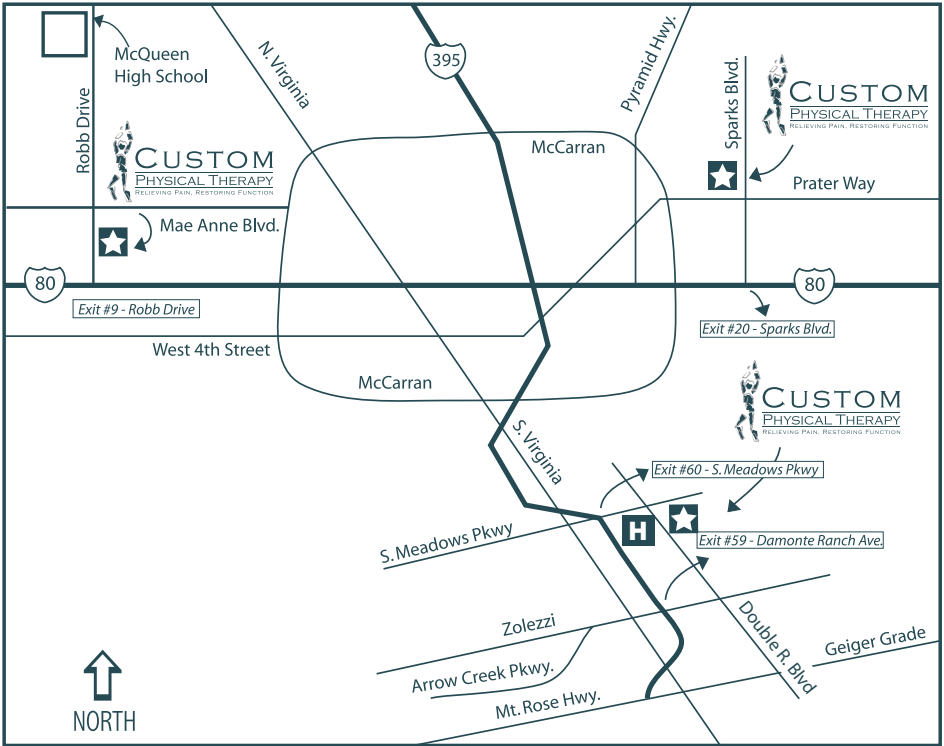 McQueen
High School
N. Virginia
395
Pyramid Hwy.
Sparks Blvd.
CUSTOM
PHYSICAL THERAPY
RELIEVING PAIN, RESTORING FUNCTION
Robb Drive
CUSTOM
PHYSICAL THERAPY
RELIEVING PAIN, RESTORING FUNCTION
McCarran
Prater Way
Mae Anne Blvd.
80
80
Exit #9 - Robb Drive
Exit #20 - Sparks Blvd.
West 4th Street
McCarran
CUSTOM
PHYSICAL THERAPY
RELIEVING PAIN, RESTORING FUNCTION
S. Virginia
Exit #60 - S. Meadows Pkwy
H
S. Meadows Pkwy
Exit #59 - Damonte Ranch Ave.
Zolezzi
Double R. Blvd
Geiger Grade
Arrow Creek Pkwy.
Mt. Rose Hwy.
NORTH